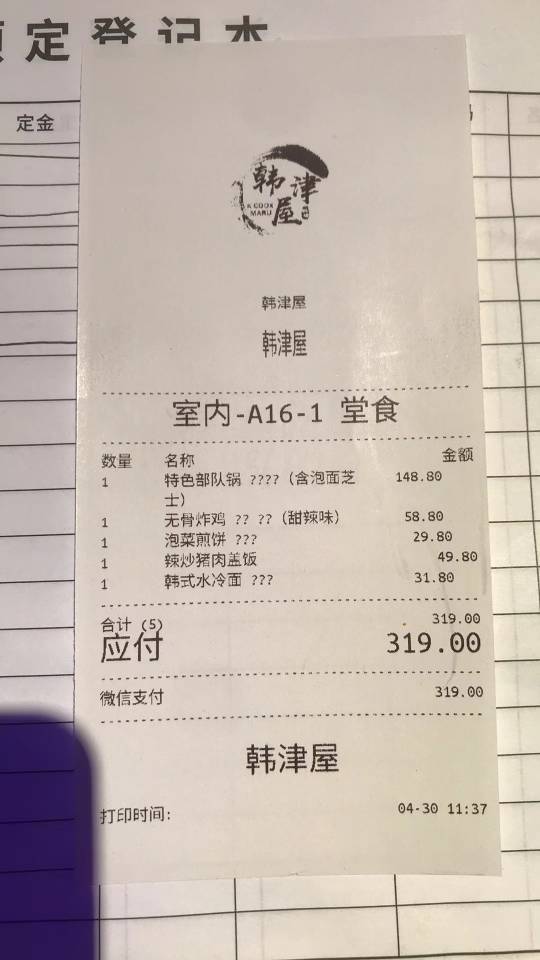 预定登记本
定金
韩津屋
K COOK
MARU
韩津屋
韩津屋
室内-A16-1 堂食
数量 名称 金额
1 特色部队锅 ????（含泡面芝 148.80
士）
1 无骨炸鸡 ?? ??（甜辣味） 58.80
1 泡菜煎饼 ??? 29.80
1 辣炒猪肉盖饭 49.80
1 韩式水冷面 ??? 31.80
合计 (5) 319.00
应付 319.00
微信支付 319.00
韩津屋
打印时间: 04-30 11:37